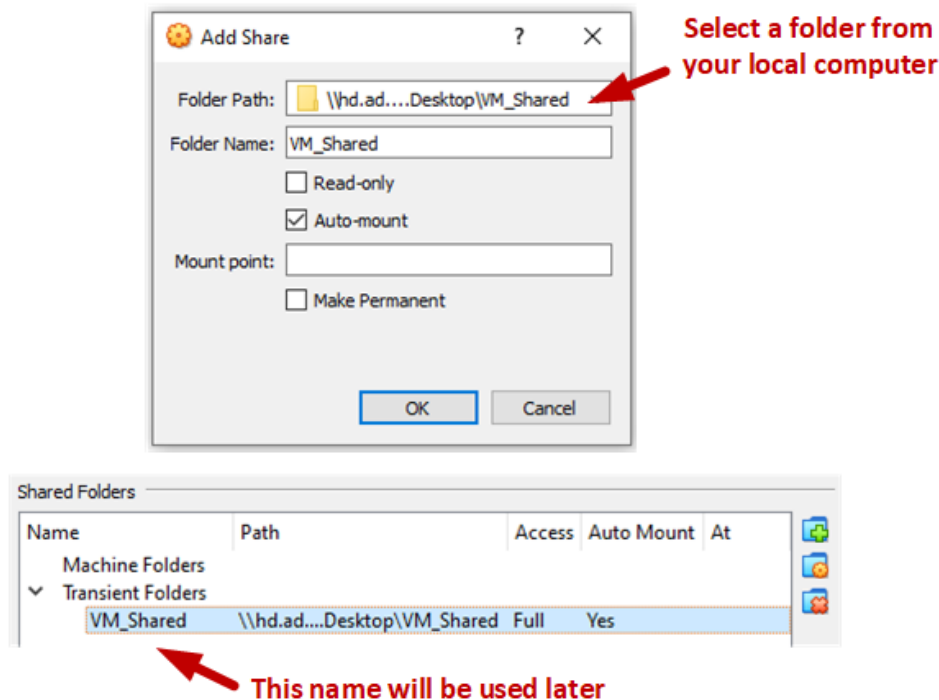 Add Share ?
Select a folder from
your local computer
Folder Path: \\hd.ad....Desktop\VM_Shared
Folder Name: VM_Shared
Read-only
Auto-mount
Mount point:
Make Permanent
OK Cancel
Shared Folders
Name Path Access Auto Mount At
Machine Folders
Transient Folders
VM_Shared \\hd.ad....Desktop\VM_Shared Full Yes
This name will be used later